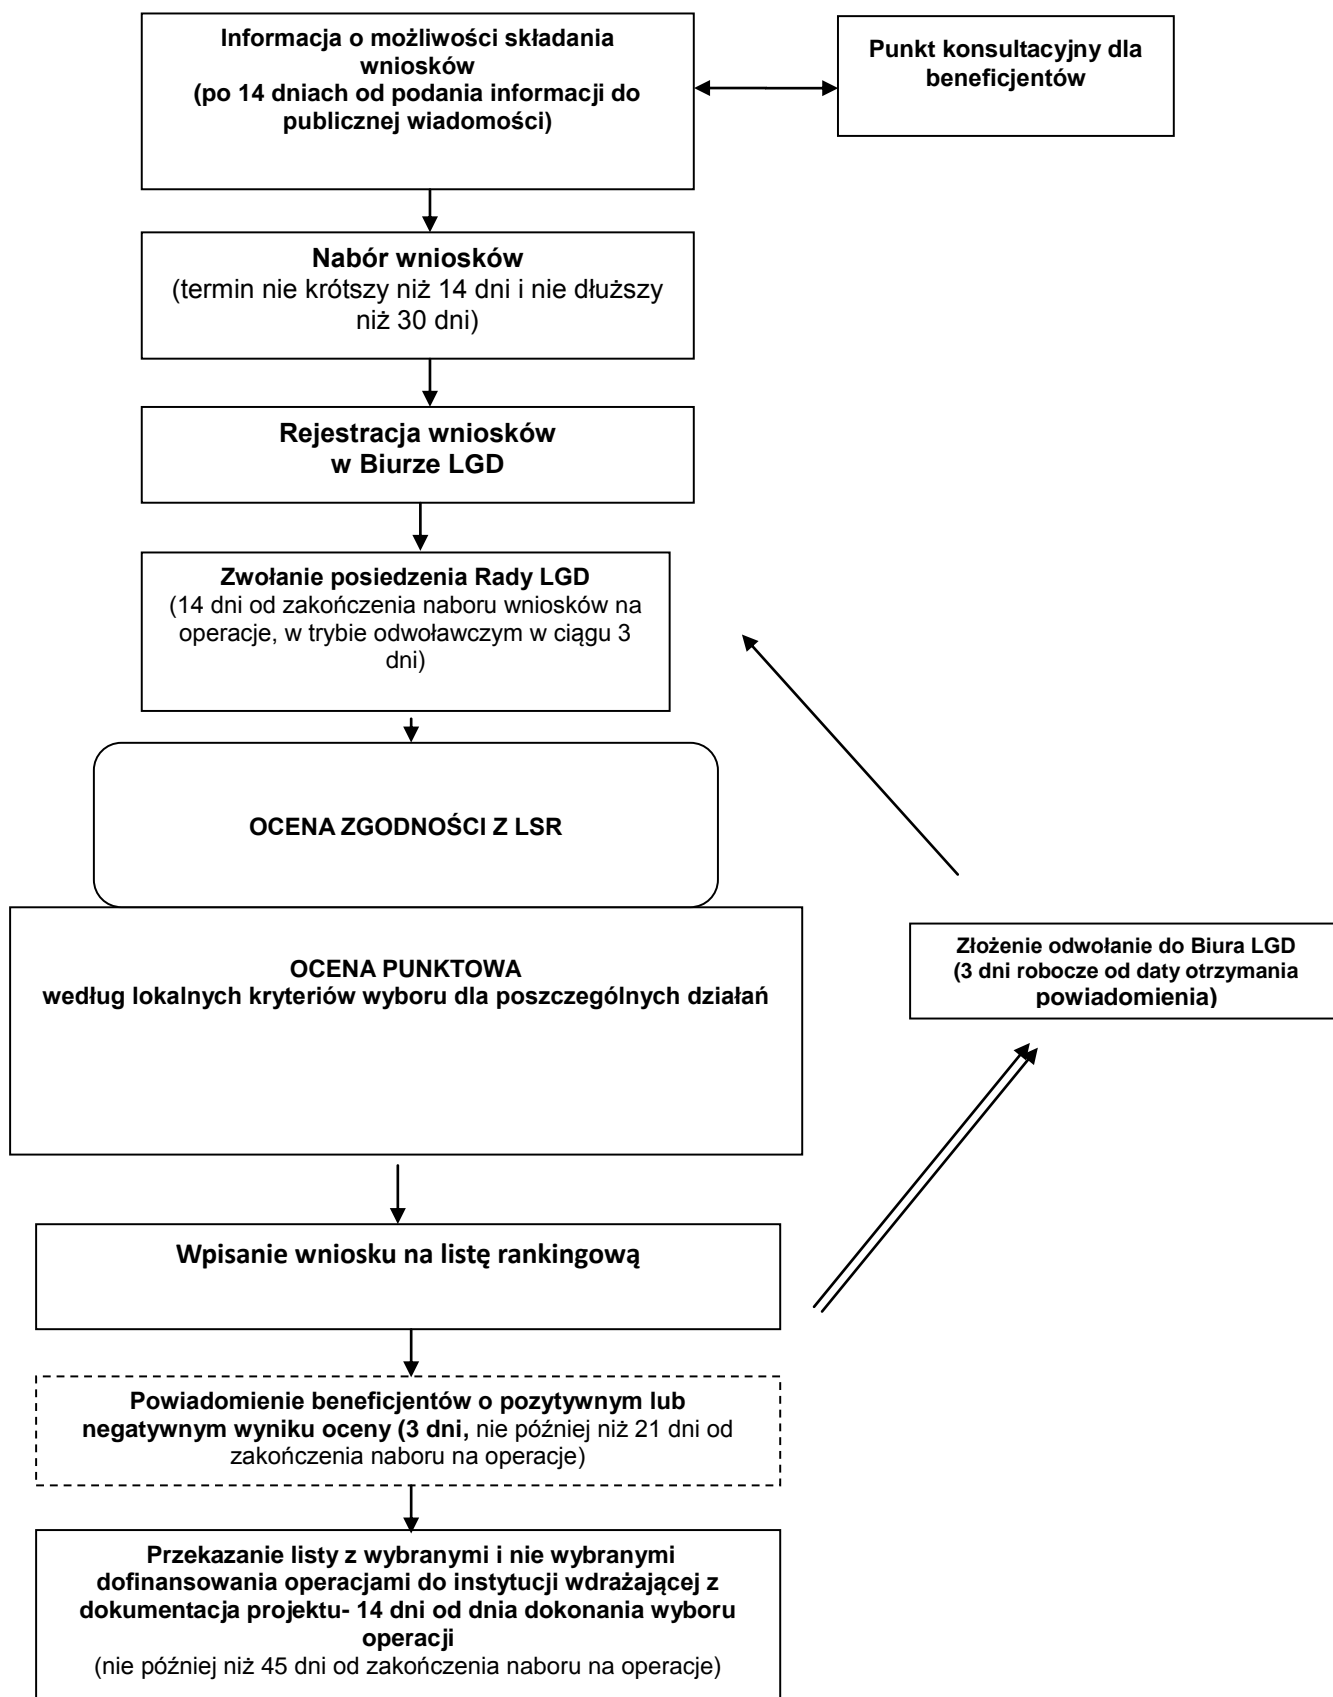 Informacja o możliwości składania
wniosków
(po 14 dniach od podania informacji do
publicznej wiadomości)
Punkt konsultacyjny dla
beneficjentów
Nabór wniosków
(termin nie krótszy niż 14 dni i nie dłuższy
niż 30 dni)
Rejestracja wniosków
w Biurze LGD
Zwołanie posiedzenia Rady LGD
(14 dni od zakończenia naboru wniosków na
operacje, w trybie odwoławczym w ciągu 3
dni)
OCENA ZGODNOŚCI Z LSR
OCENA PUNKTOWA
według lokalnych kryteriów wyboru dla poszczególnych działań
Złożenie odwołanie do Biura LGD
(3 dni robocze od daty otrzymania
powiadomienia)
Wpisanie wniosku na listę rankingową
Powiadomienie beneficjentów o pozytywnym lub
negatywnym wyniku oceny (3 dni, nie później niż 21 dni od
zakończenia naboru na operacje)
Przekazanie listy z wybranymi i nie wybranymi
dofinansowania operacjami do instytucji wdrażającej z
dokumentacja projektu- 14 dni od dnia dokonania wyboru
operacji
(nie później niż 45 dni od zakończenia naboru na operacje)